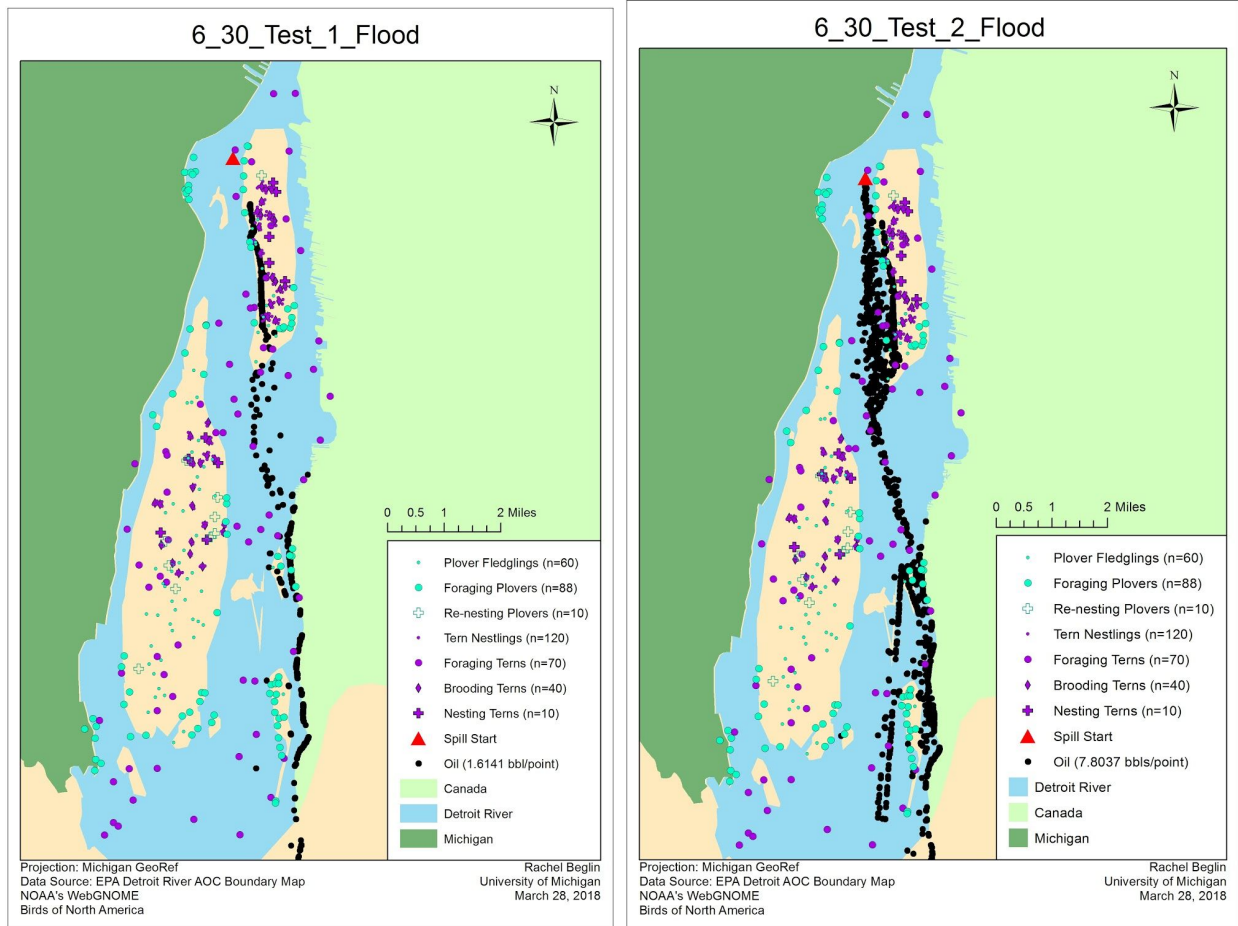 6_30_Test_1_Flood
N
0 0.5 1 2 Miles
Plover Fledglings (n=60)
Foraging Plovers (n=88)
Re-nesting Plovers (n=10)
Tern Nestlings (n=120)
Foraging Terns (n=70)
Brooding Terns (n=40)
Nesting Terns (n=10)
Spill Start
Oil (1.6141 bbl/point)
Canada
Detroit River
Michigan
Projection: Michigan GeoRef
Data Source: EPA Detroit River AOC Boundary Map
NOAA's WebGNOME
Birds of North America
Rachel Beglin
University of Michigan
March 28, 2018
6_30_Test_2_Flood
N
0 0.5 1 2 Miles
Plover Fledglings (n=60)
Foraging Plovers (n=88)
Re-nesting Plovers (n=10)
Tern Nestlings (n=120)
Foraging Terns (n=70)
Brooding Terns (n=40)
Nesting Terns (n=10)
Spill Start
Oil (7.8037 bbls/point)
Detroit River
Canada
Michigan
Projection: Michigan GeoRef
Data Source: EPA Detroit AOC Boundary Map
NOAA's WebGNOME
Birds of North America
Rachel Beglin
University of Michigan
March 28, 2018